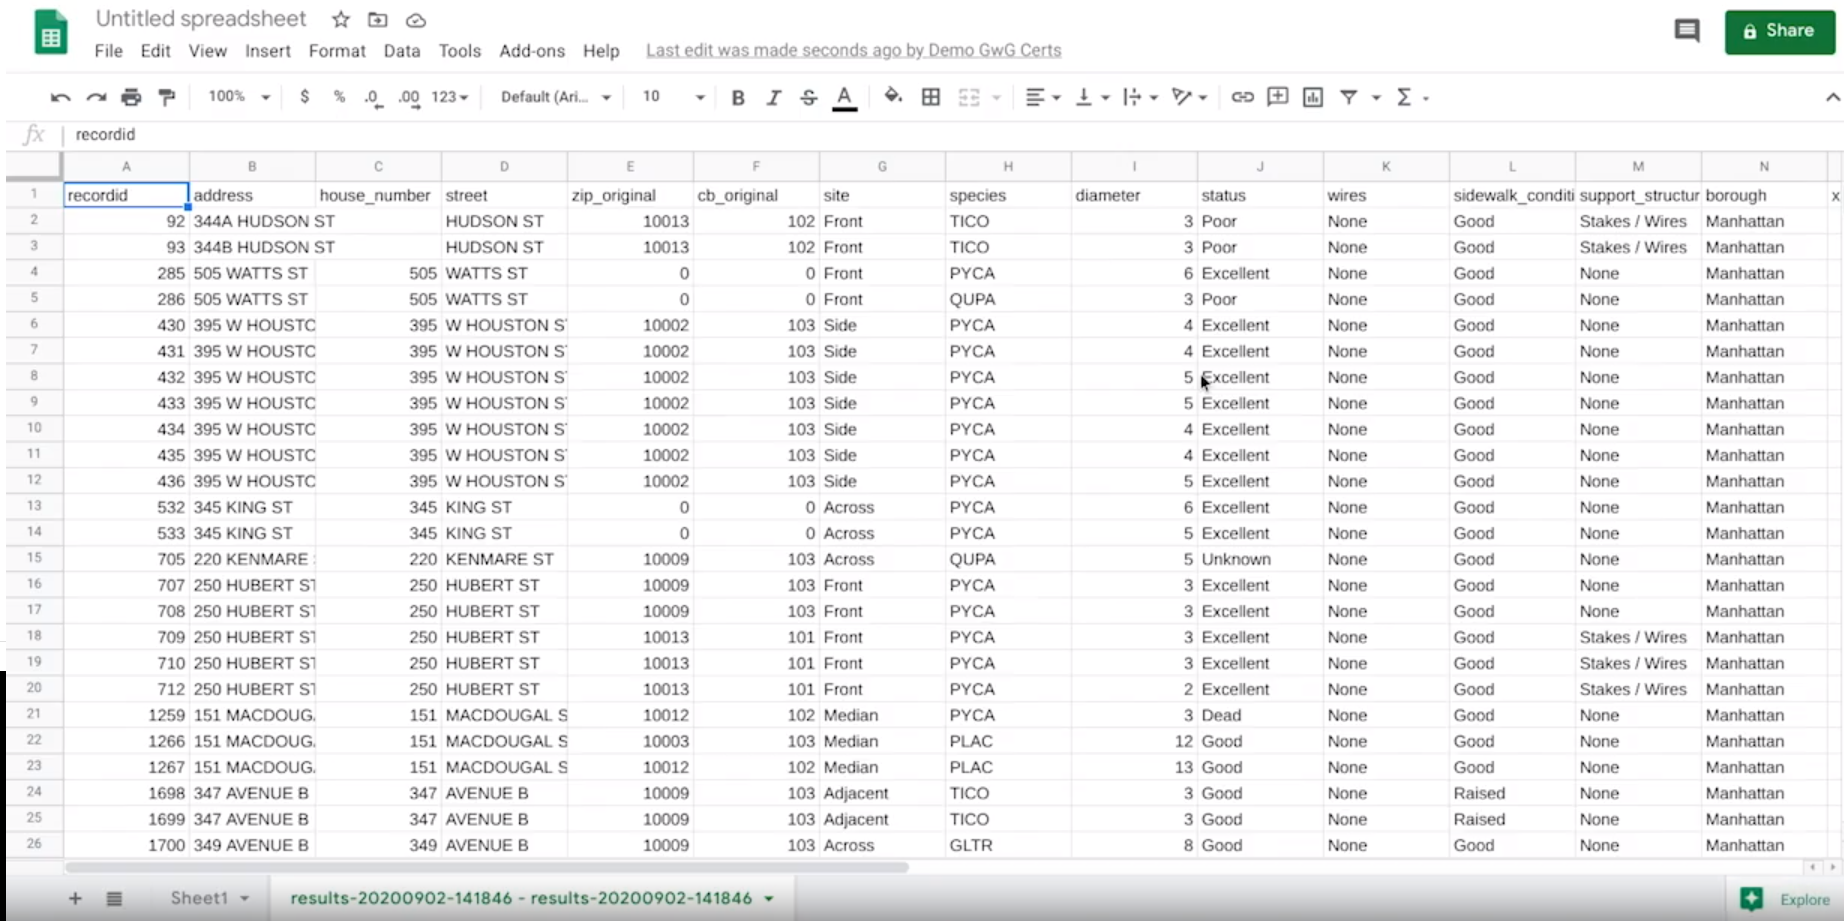 Untitled spreadsheet
Share
File Edit View Insert Format Data Tools Add-ons Help Last edit was made seconds ago by Demo GwG Certs
100% $ % .0 .00 123 Default (Ari... 10 B I S A Σ
fx recordid
A B C D E F G H I J K L M N
1 recordid address house_number street zip_original cb_original site species diameter status wires sidewalk_conditi support_structur borough x
2 92 344A HUDSON ST HUDSON ST 10013 102 Front TICO 3 Poor None Good Stakes / Wires Manhattan
3 93 344B HUDSON ST HUDSON ST 10013 102 Front TICO 3 Poor None Good Stakes / Wires Manhattan
4 285 505 WATTS ST 505 WATTS ST 0 0 Front PYCA 6 Excellent None Good None Manhattan
5 286 505 WATTS ST 505 WATTS ST 0 0 Front QUPA 3 Poor None Good None Manhattan
6 430 395 W HOUSTC 395 W HOUSTON S 10002 103 Side PYCA 4 Excellent None Good None Manhattan
7 431 395 W HOUSTC 395 W HOUSTON S 10002 103 Side PYCA 4 Excellent None Good None Manhattan
8 432 395 W HOUSTC 395 W HOUSTON S 10002 103 Side PYCA 5 Excellent None Good None Manhattan
9 433 395 W HOUSTC 395 W HOUSTON S 10002 103 Side PYCA 5 Excellent None Good None Manhattan
10 434 395 W HOUSTC 395 W HOUSTON S 10002 103 Side PYCA 4 Excellent None Good None Manhattan
11 435 395 W HOUSTC 395 W HOUSTON S 10002 103 Side PYCA 4 Excellent None Good None Manhattan
12 436 395 W HOUSTC 395 W HOUSTON S 10002 103 Side PYCA 5 Excellent None Good None Manhattan
13 532 345 KING ST 345 KING ST 0 0 Across PYCA 6 Excellent None Good None Manhattan
14 533 345 KING ST 345 KING ST 0 0 Across PYCA 5 Excellent None Good None Manhattan
15 705 220 KENMARE 220 KENMARE ST 10009 103 Across QUPA 5 Unknown None Good None Manhattan
16 707 250 HUBERT ST 250 HUBERT ST 10009 103 Front PYCA 3 Excellent None Good None Manhattan
17 708 250 HUBERT ST 250 HUBERT ST 10009 103 Front PYCA 3 Excellent None Good None Manhattan
18 709 250 HUBERT ST 250 HUBERT ST 10013 101 Front PYCA 3 Excellent None Good Stakes / Wires Manhattan
19 710 250 HUBERT ST 250 HUBERT ST 10013 101 Front PYCA 3 Excellent None Good Stakes / Wires Manhattan
20 712 250 HUBERT ST 250 HUBERT ST 10013 101 Front PYCA 2 Excellent None Good Stakes / Wires Manhattan
21 1259 151 MACDOUG 151 MACDOUGAL S 10012 102 Median PYCA 3 Dead None Good None Manhattan
22 1266 151 MACDOUG 151 MACDOUGAL S 10003 103 Median PLAC 12 Good None Good None Manhattan
23 1267 151 MACDOUG 151 MACDOUGAL S 10012 102 Median PLAC 13 Good None Good None Manhattan
24 1698 347 AVENUE B 347 AVENUE B 10009 103 Adjacent TICO 3 Good None Raised None Manhattan
25 1699 347 AVENUE B 347 AVENUE B 10009 103 Adjacent TICO 3 Good None Raised None Manhattan
26 1700 349 AVENUE B 349 AVENUE B 10009 103 Across GLTR 8 Good None Good None Manhattan
Sheet1 results-20200902-141846 - results-20200902-141846 Explore